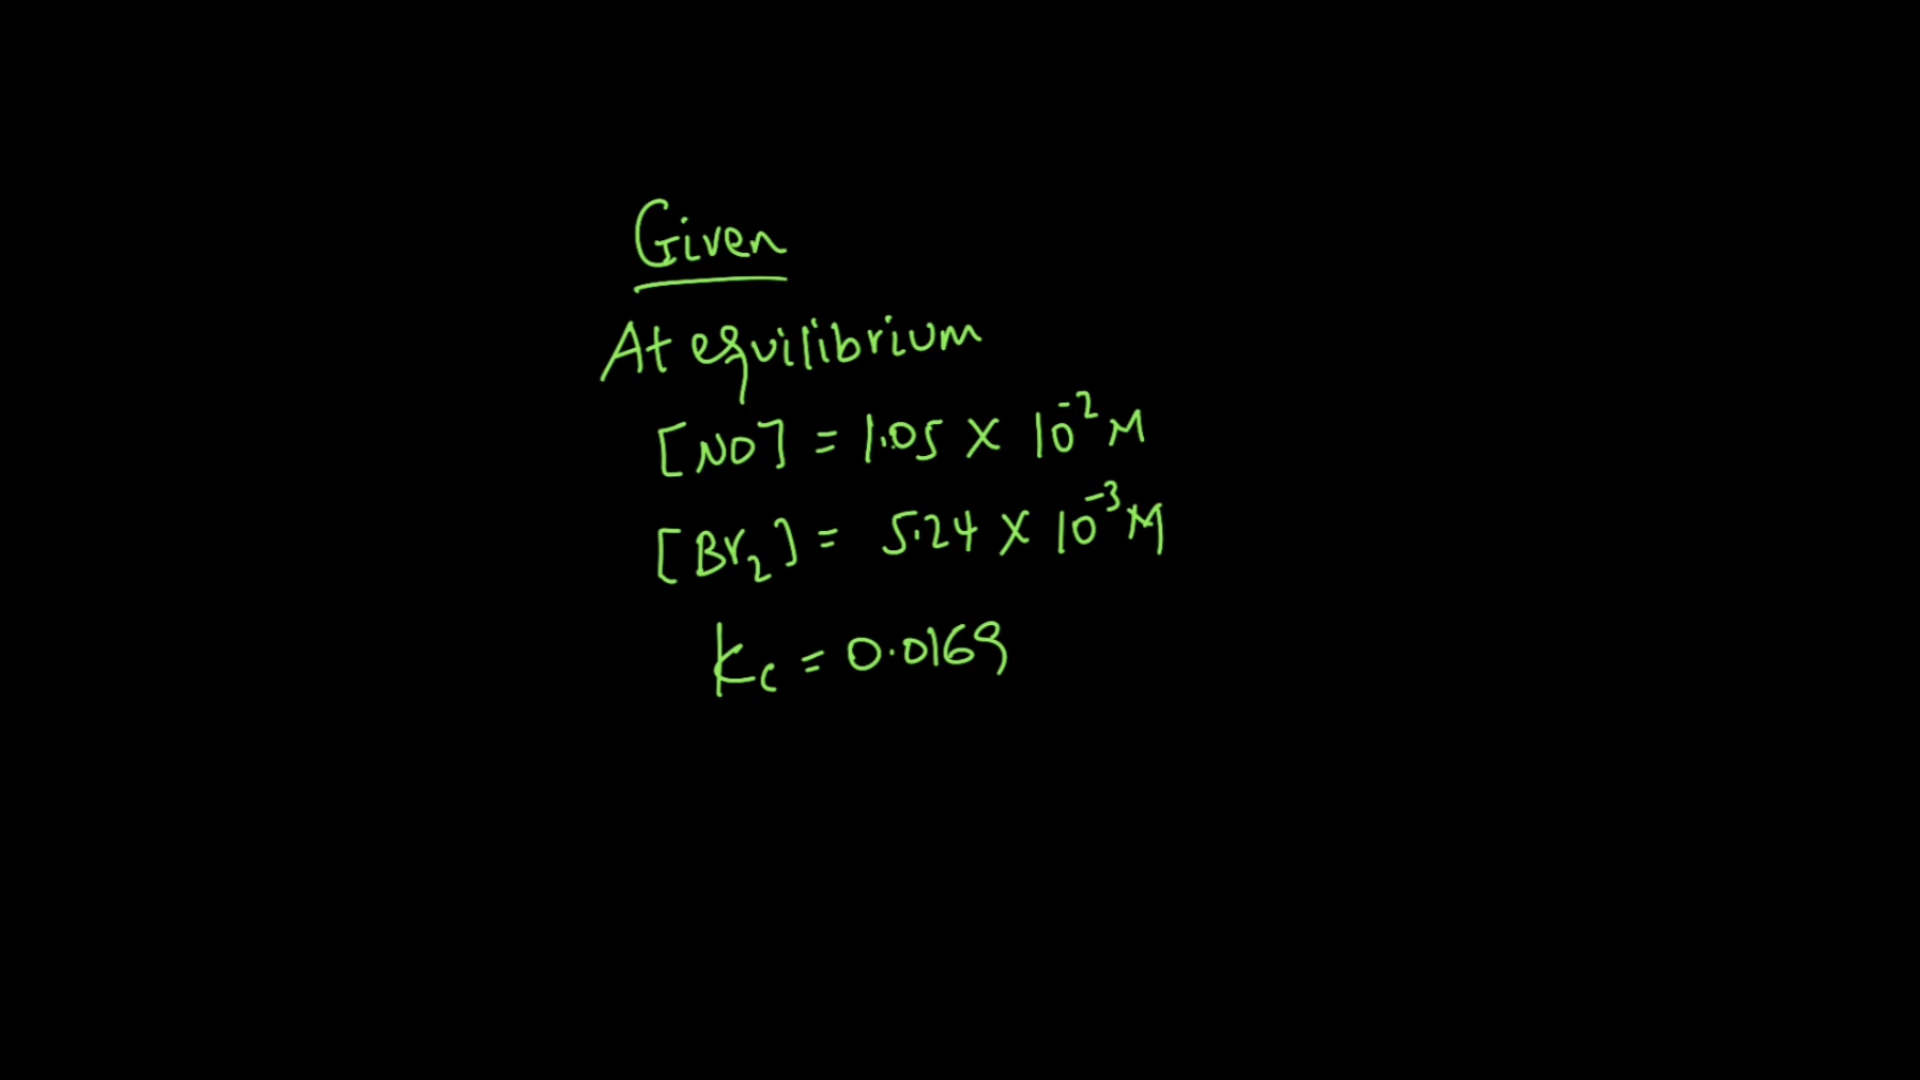 Given
At equilibrium
[NO] = 1.05 × 10⁻² M
[Br₂] = 5.24 × 10⁻³ M
Kc = 0.0169